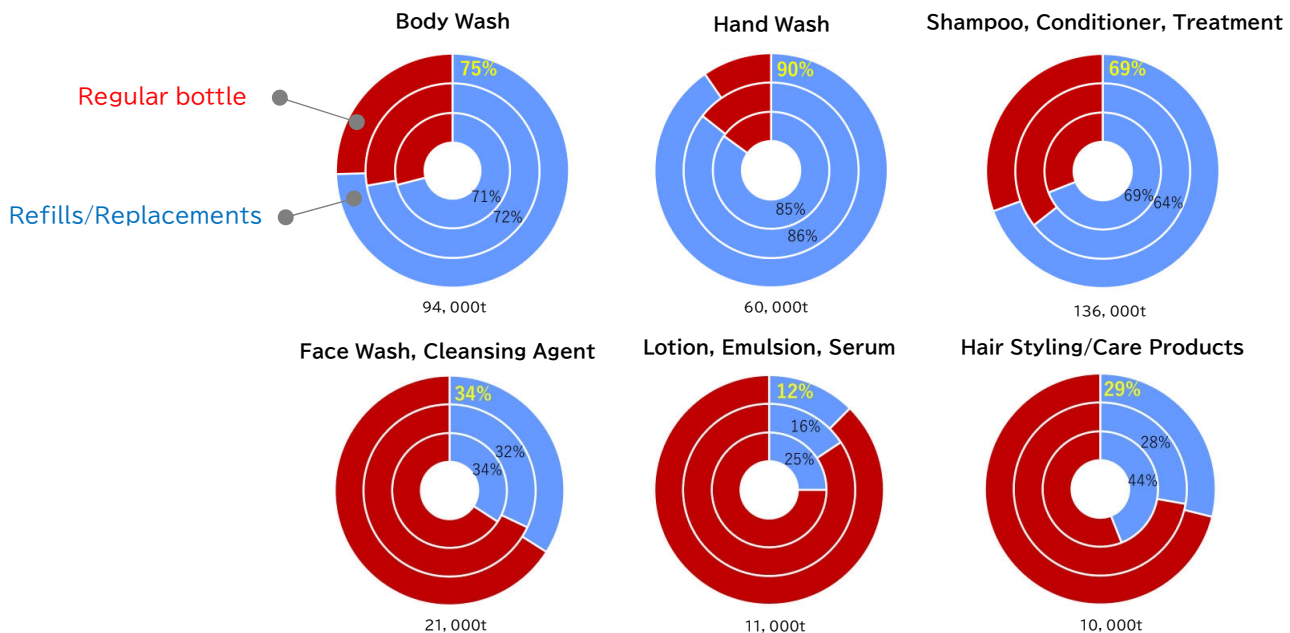 Body Wash
Hand Wash
Shampoo, Conditioner, Treatment
75%
90%
69%
Regular bottle
Refills/Replacements
71%
72%
85%
86%
69%
64%
94, 000t
60, 000t
136, 000t
Face Wash, Cleansing Agent
Lotion, Emulsion, Serum
Hair Styling/Care Products
34%
12%
29%
32%
34%
16%
25%
28%
44%
21, 000t
11, 000t
10, 000t